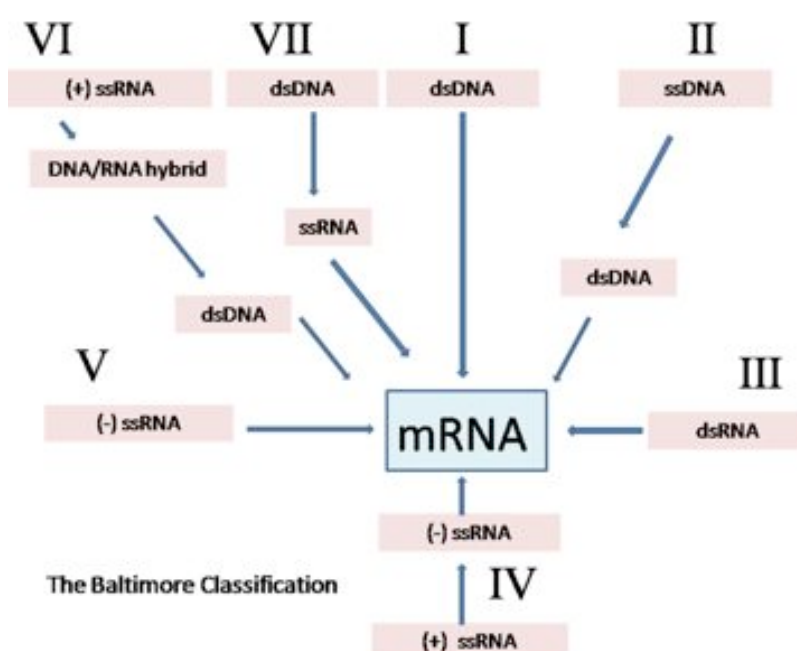 VI
VII
I
II
(+) ssRNA
dsDNA
dsDNA
ssDNA
DNA/RNA hybrid
ssRNA
dsDNA
dsDNA
V
III
(-) ssRNA
mRNA
dsRNA
(-) ssRNA
The Baltimore Classification
IV
(+) ssRNA